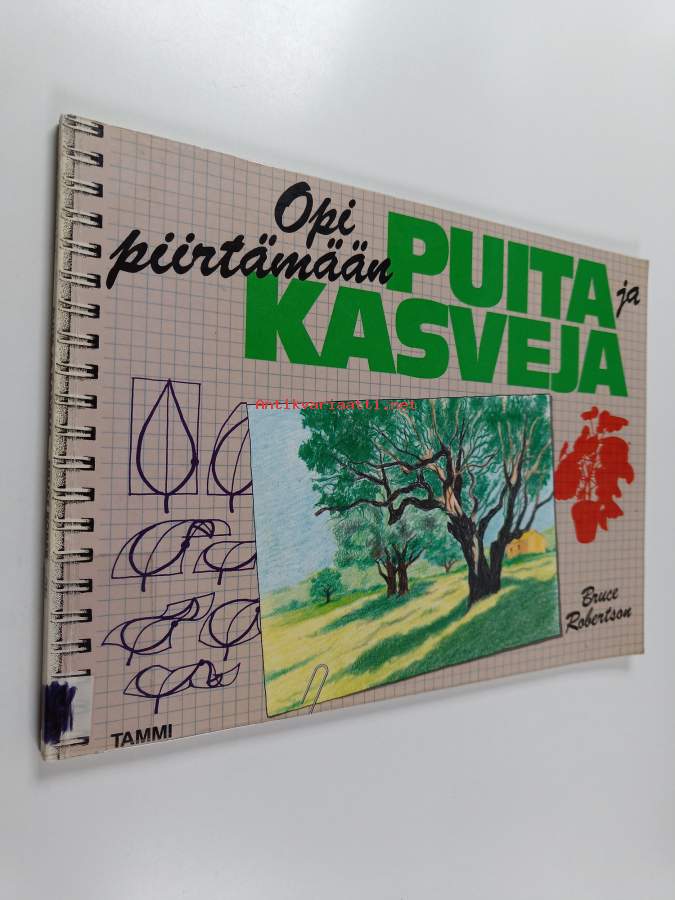 Opi
piirtämään
PUITA ja
KASVEJA
Antikvariaatti.net
Bruce
Robertson
TAMMI